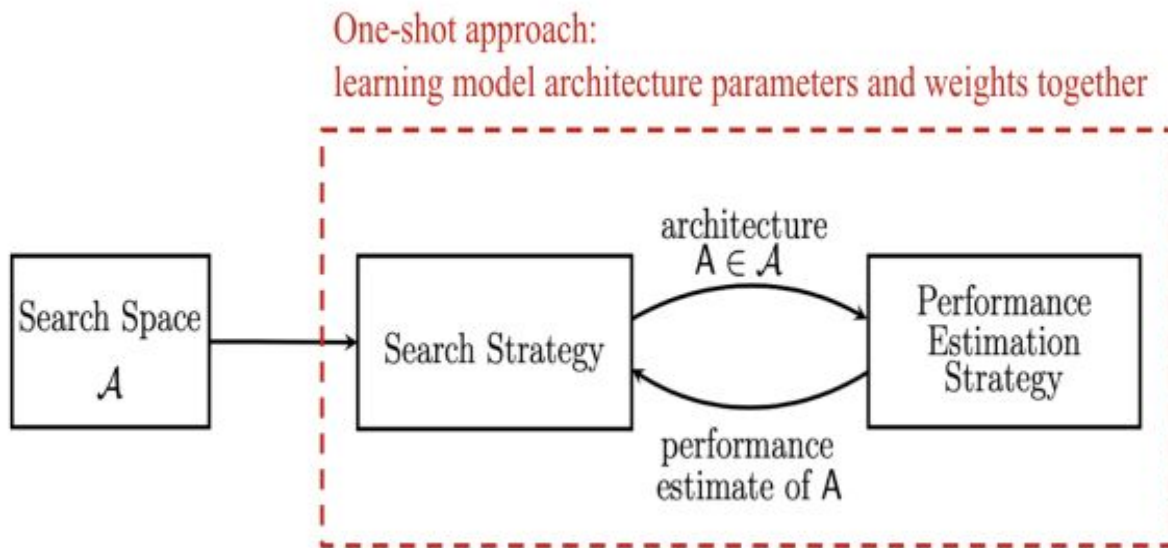 One-shot approach:
learning model architecture parameters and weights together
architecture
A ∈ 𝒜
Search Space
𝒜
Search Strategy
Performance
Estimation
Strategy
performance
estimate of A